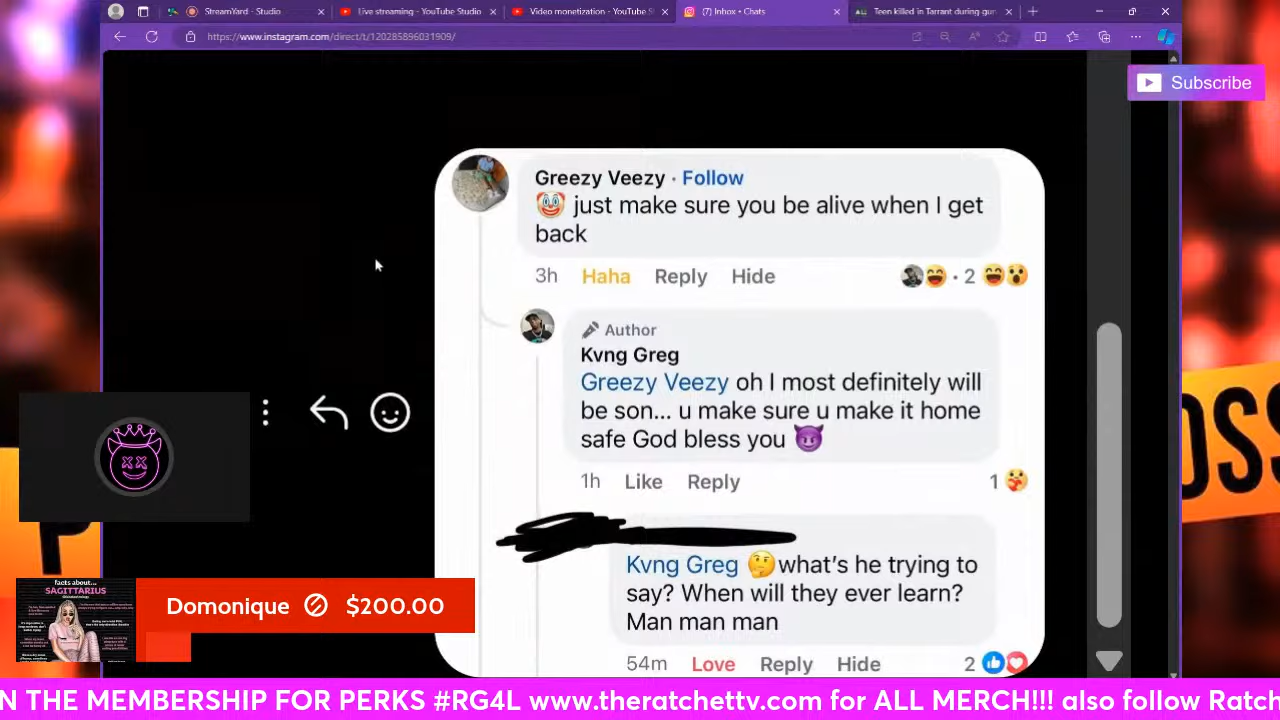 StreamYard - Studio
Live streaming - YouTube Studio
Video monetization - YouTube S
(7) Inbox • Chats
Teen killed in Tarrant during gun
https://www.instagram.com/direct/t/120285896031909/
Subscribe
Greezy Veezy · Follow
🤡 just make sure you be alive when I get
back
3h Haha Reply Hide
· 2
Author
Kvng Greg
Greezy Veezy oh I most definitely will
be son... u make sure u make it home
safe God bless you 😈
1h Like Reply
1
Kvng Greg 🤔what's he trying to
say? When will they ever learn?
Man man man
54m Love Reply Hide
2
facts about...
SAGITTARIUS
Domonique $200.00
P
OSS
N THE MEMBERSHIP FOR PERKS #RG4L www.theratchettv.com for ALL MERCH!!! also follow Ratch